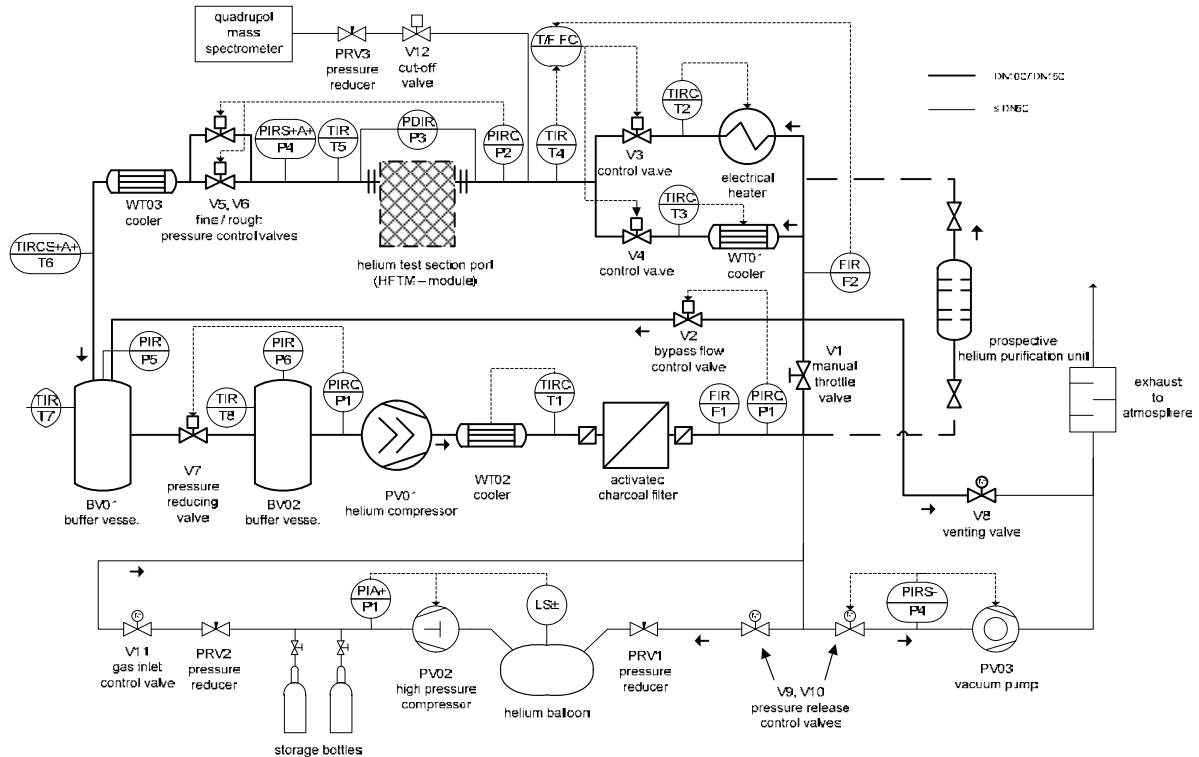 quadrupol
mass
spectrometer
PRV3
pressure
reducer
V12
cut-off
valve
T/F FC
TIRC
T2
DN100/DN150
≤ DN50
PIRS+A+
P4
TIR
T5
PDIR
P3
PIRC
P2
TIR
T4
V3
control valve
electrical
heater
WT03
cooler
V5, V6
fine / rough
pressure control valves
TIRC
T3
helium test section port
(HFTM – module)
V4
control valve
WT01
cooler
TIRCS+A+
T6
FIR
F2
V2
bypass flow
control valve
V1
manual
throttle
valve
prospective
helium purification unit
exhaust
to
atmosphere
PIR
P5
PIR
P6
TIR
T7
TIR
T8
PIRC
P1
TIRC
T1
FIR
F1
PIRC
P1
V7
pressure
reducing
valve
WT02
cooler
activated
charcoal filter
BV01
buffer vessel
BV02
buffer vessel
PV01
helium compressor
V8
venting valve
PIA+
P1
LS±
PIRS-
P4
V11
gas inlet
control valve
PRV2
pressure
reducer
PV02
high pressure
compressor
helium balloon
PRV1
pressure
reducer
V9, V10
pressure release
control valves
PV03
vacuum pump
storage bottles